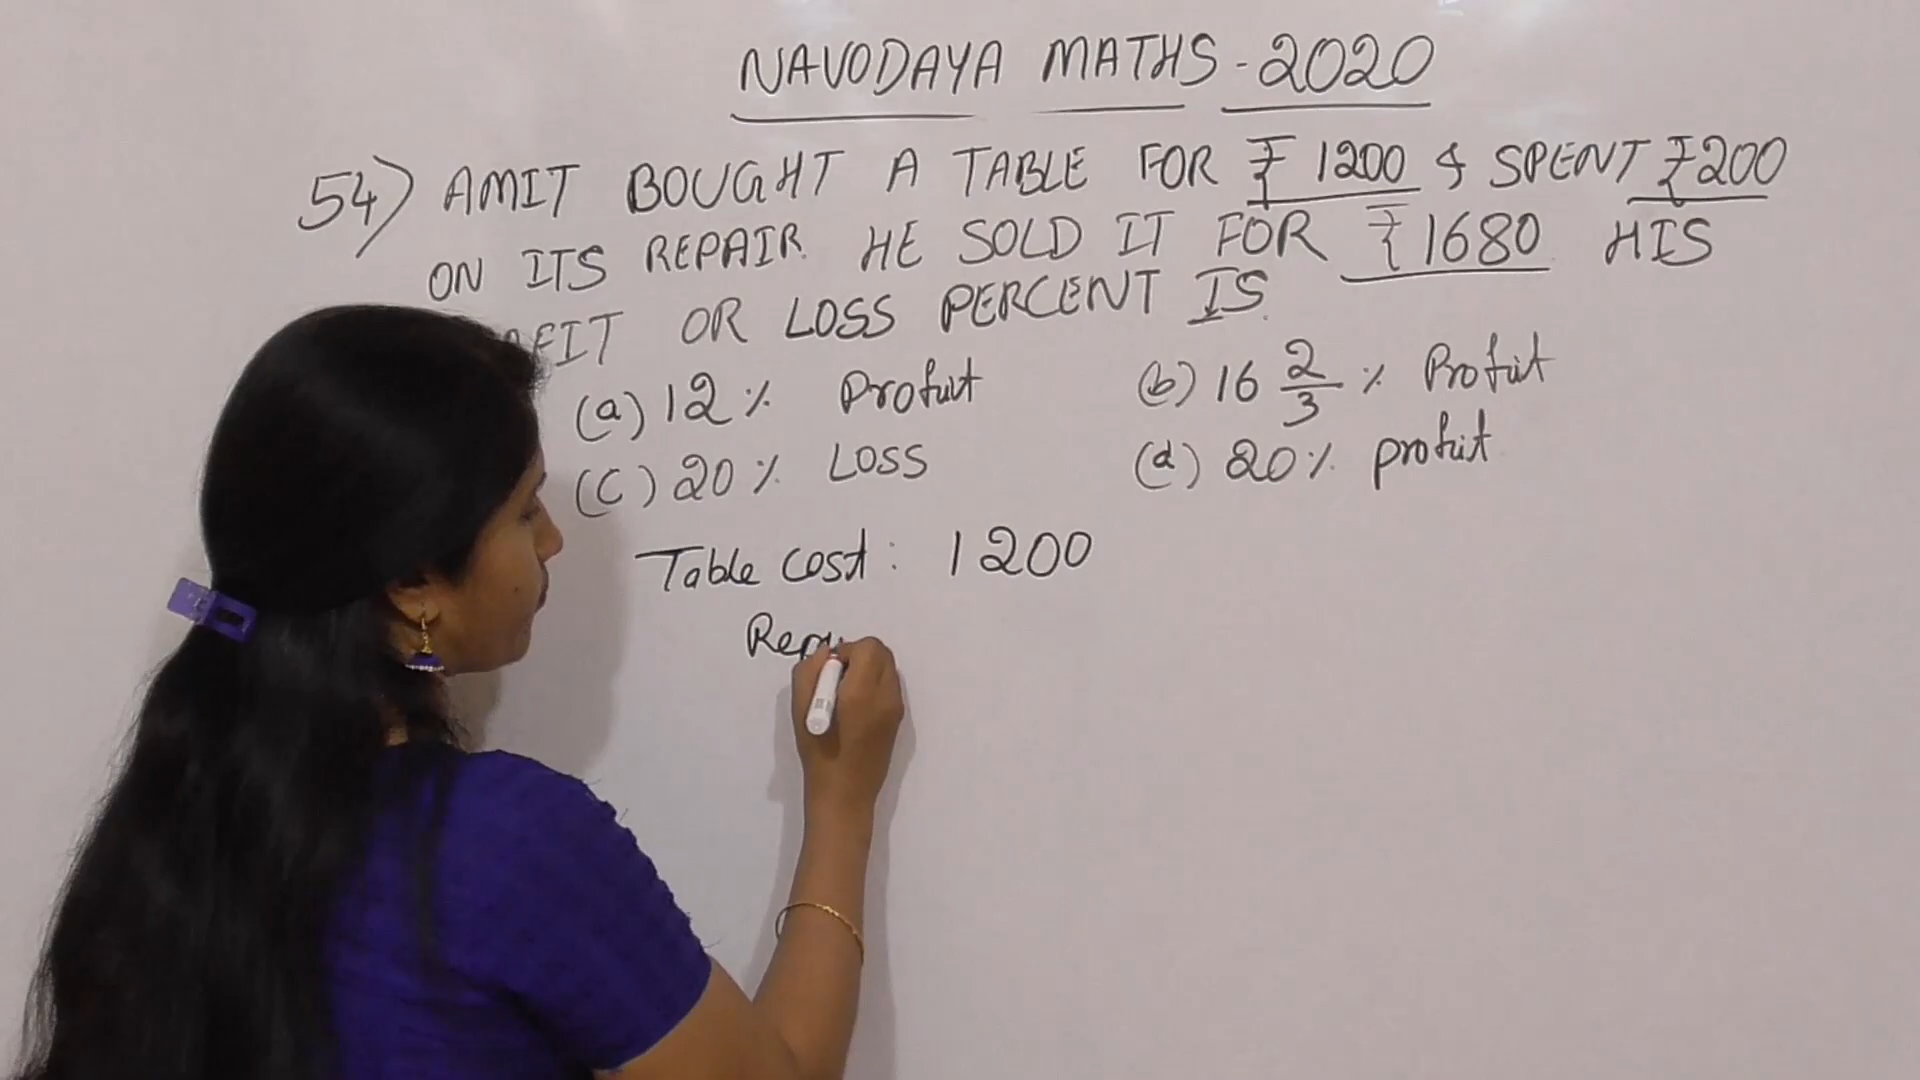 NAVODAYA MATHS - 2020
54) AMIT BOUGHT A TABLE FOR ₹ 1200 & SPENT ₹200
ON ITS REPAIR. HE SOLD IT FOR ₹1680 HIS
OR LOSS PERCENT IS.
(a) 12 % Profit (b) 16 2/3 % Profit
(C) 20 % LOSS (d) 20 % profit
Table cost : 1200